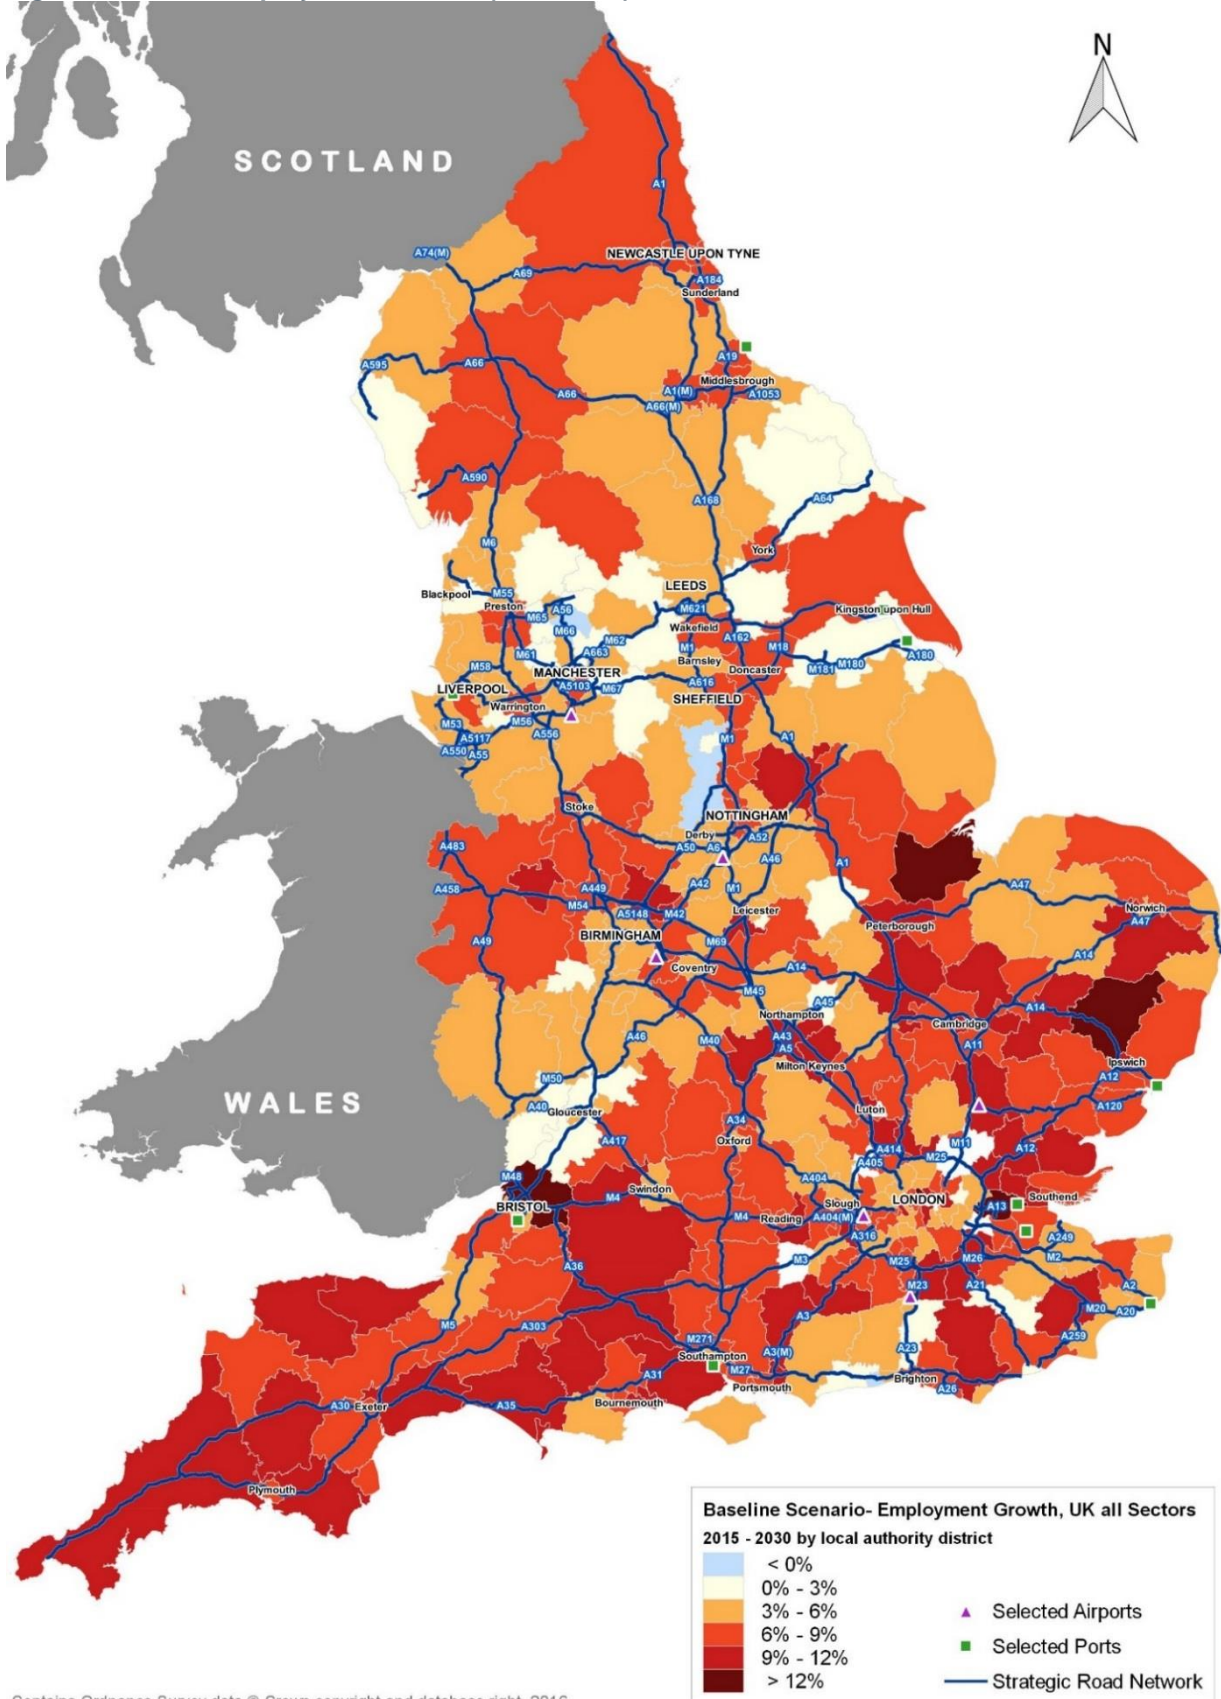 N
SCOTLAND
A1
A74(M)
NEWCASTLE UPON TYNE
A69
A184
Sunderland
A19
A595
A66
Middlesbrough
A1(M)
A66
A1053
A66(M)
A590
A168
A64
M6
York
LEEDS
Blackpool
M55
Preston
A56
M621
Kingston upon Hull
M65
Wakefield
M66
A162
M62
M1
M18
A663
M61
A180
Barnsley
M180
M181
M58
MANCHESTER
Doncaster
A616
LIVERPOOL
A5103
M67
SHEFFIELD
Warrington
M53
M56
A556
A5117
M1
A1
A550
A55
Stoke
NOTTINGHAM
Derby
A52
A483
A50
A6
A46
A1
A42
A458
A449
M1
A47
M54
Leicester
Norwich
A5148
M42
A47
Peterborough
BIRMINGHAM
A49
M69
A14
Coventry
A14
M45
A45
A14
Northampton
Cambridge
A46
A43
M40
A11
A5
Milton Keynes
Ipswich
M50
A12
WALES
A40
A120
Gloucester
Luton
A34
A417
Oxford
M11
A12
A414
M25
A405
M48
A404
Swindon
M4
LONDON
Southend
Slough
BRISTOL
A13
M4
Reading
A404(M)
A316
A249
M3
M25
M26
M2
A36
M23
A21
A2
A3
M20
A20
M5
A303
A259
M271
A23
Southampton
A3(M)
M27
A31
Brighton
Portsmouth
A26
A30
Exeter
A35
Bournemouth
Plymouth
Baseline Scenario- Employment Growth, UK all Sectors
2015 - 2030 by local authority district
< 0%
0% - 3%
3% - 6%
6% - 9%
9% - 12%
> 12%
Selected Airports
Selected Ports
Strategic Road Network